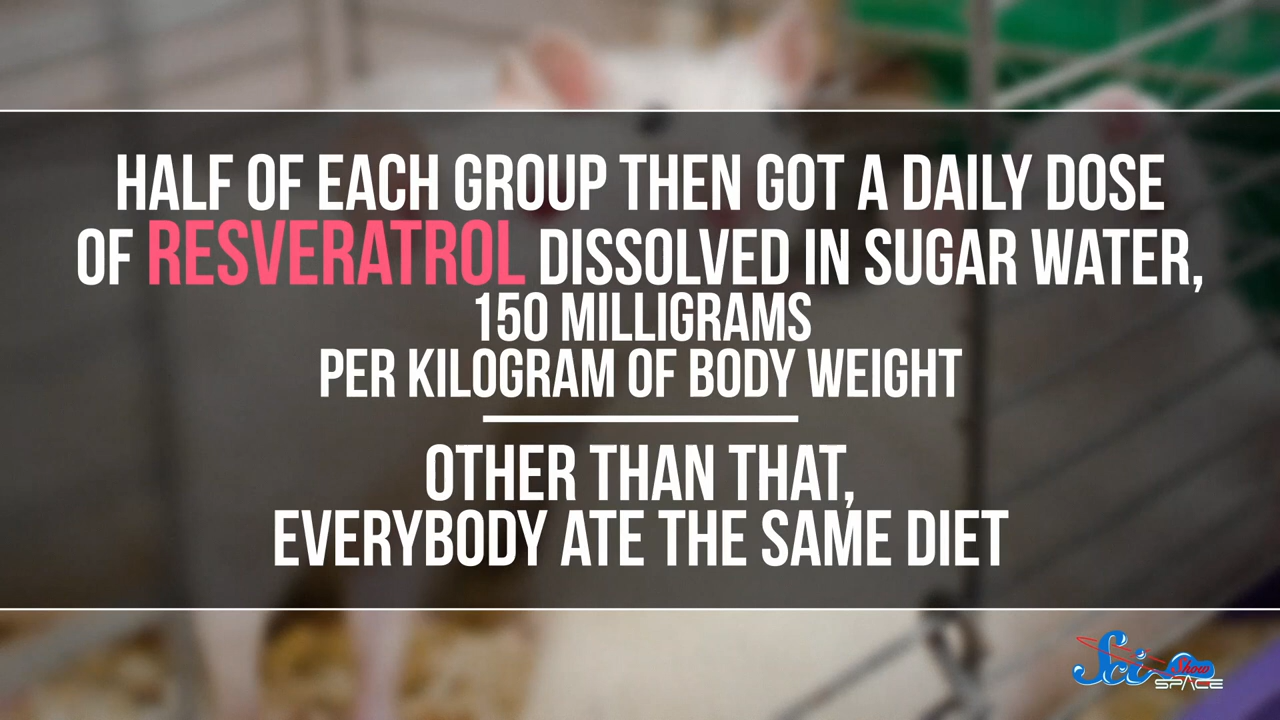 HALF OF EACH GROUP THEN GOT A DAILY DOSE
OF RESVERATROL DISSOLVED IN SUGAR WATER,
150 MILLIGRAMS
PER KILOGRAM OF BODY WEIGHT
OTHER THAN THAT,
EVERYBODY ATE THE SAME DIET
Sci Show
SPACE